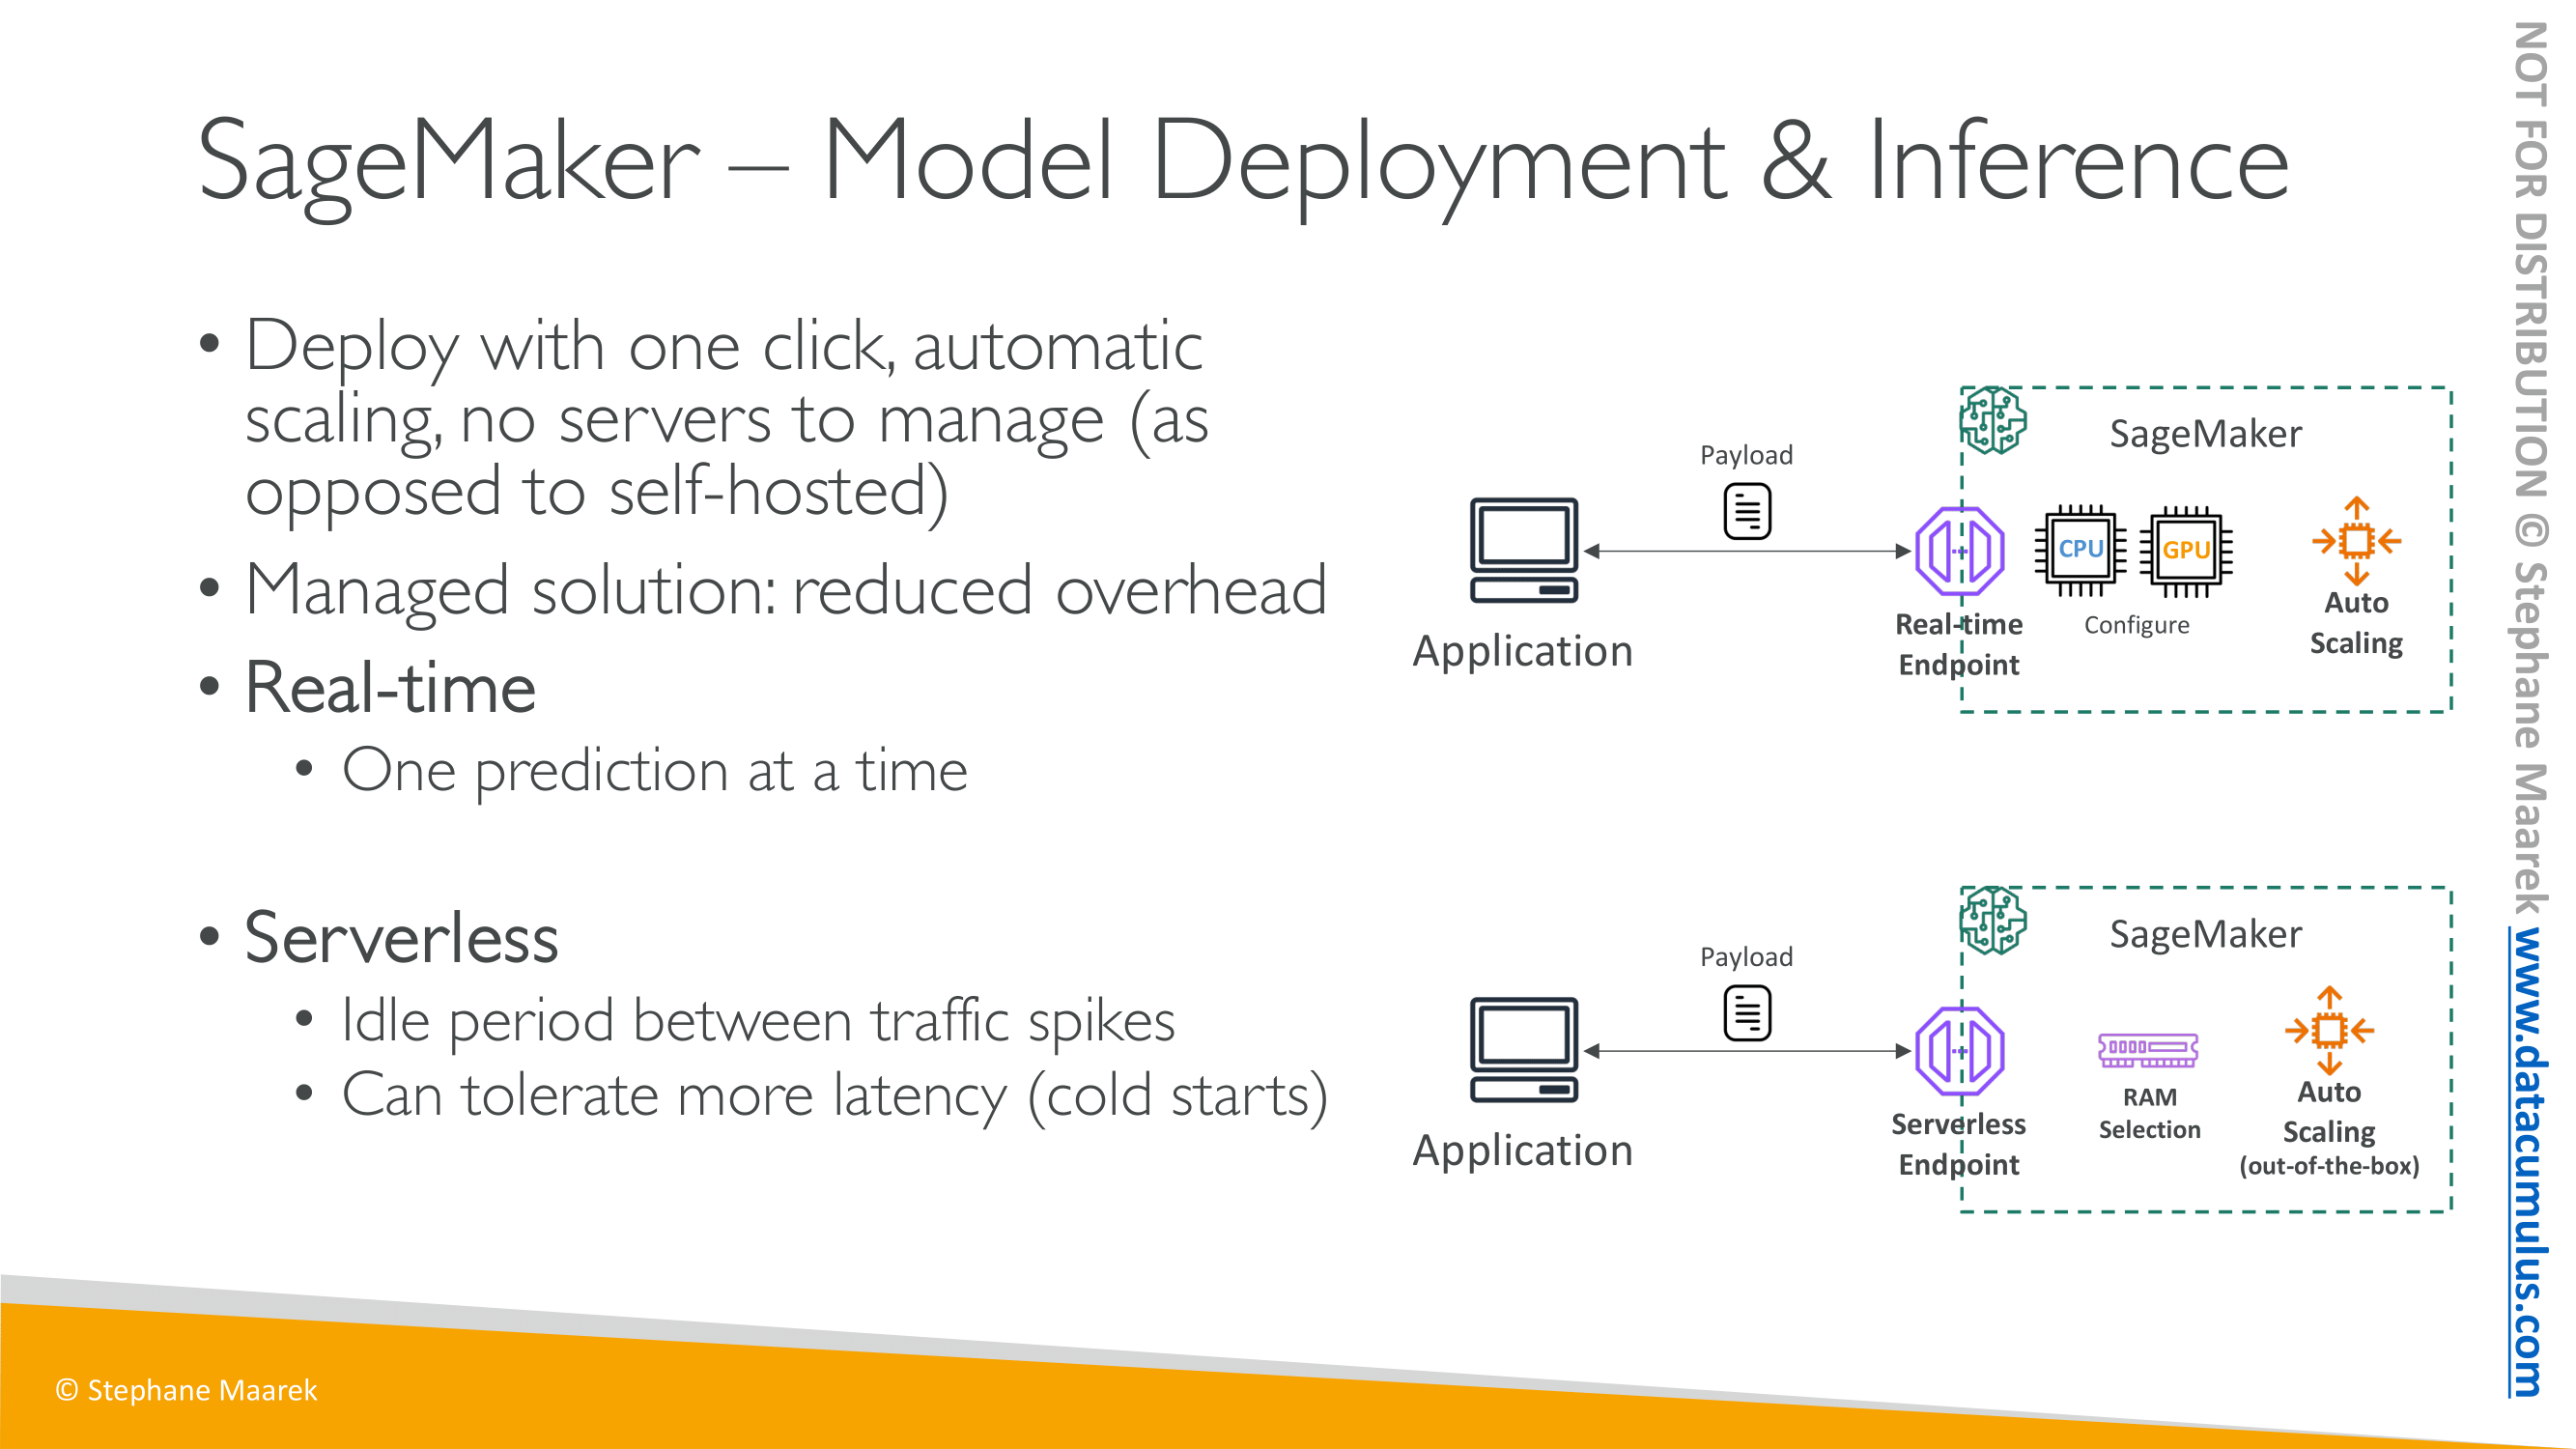 SageMaker – Model Deployment & Inference
• Deploy with one click, automatic
scaling, no servers to manage (as
opposed to self-hosted)
• Managed solution: reduced overhead
• Real-time
• One prediction at a time
• Serverless
• Idle period between traffic spikes
• Can tolerate more latency (cold starts)
Application
Payload
SageMaker
Real-time
Endpoint
CPU
GPU
Configure
Auto
Scaling
Application
Payload
SageMaker
Serverless
Endpoint
RAM
Selection
Auto
Scaling
(out-of-the-box)
© Stephane Maarek
NOT FOR DISTRIBUTION © Stephane Maarek www.datacumulus.com